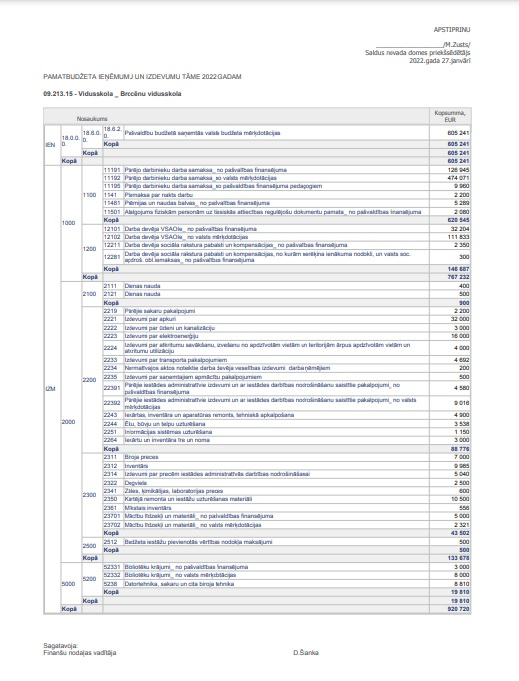 APSTIPRINU
/M.Zusts/
Saldus nevada domes priekšsēdētājs
2022.gada 27.janvārī
PAMATBUDŽETA IEŅĒMUMU UN IZDEVUMU TĀME 2022 GADAM
09.213.15 - Vidusskola _ Brocēnu vidusskola
Nosaukums
Kopsumma, EUR
IEŅ 18.0.0.0. 18.6.0.0. 18.6.2.0. Pašvaldību budžetā saņemtās valsts budžeta mērķdotācijas 605 241
Kopā 605 241
Kopā 605 241
Kopā 605 241
IZM 1000 1100 11191 Pārējo darbinieku darba samaksa_ no pašvaldības finansējuma 126 945
11192 Pārējo darbinieku darba samaksa_so valsts mērķdotācijas 474 071
11195 Pārējo darbinieku darba samaksa_so pašvaldības finansējuma pedagogiem 9 960
1141 Piemaksa par nakts darbu 2 200
11481 Prēmijas un naudas balvas_ no pašvaldības finansējuma 5 289
11501 Atalgojums fiziskām personām uz tiesiskās attiecības regulējošu dokumentu pamata_ no pašvaldības finansējuma 2 080
Kopā 620 545
1200 12101 Darba devēja VSAOIe_ no pašvaldības finansējuma 32 204
12102 Darba devēja VSAOIe_ no valsts mērķdotācijas 111 833
12211 Darba devēja sociāla rakstura pabalsti un kompensācijas_ no pašvaldības finansējuma 2 350
12281 Darba devēja sociāla rakstura pabalsti un kompensācijas, no kurām aprēķina ienākuma nodokli, un valsts soc.
apdroš. obl.iemaksas_ no pašvaldības finansējuma 300
Kopā 146 687
Kopā 767 232
2000 2100 2111 Dienas nauda 400
2121 Dienas nauda 500
Kopā 900
2200 2219 Pārējie sakaru pakalpojumi 2 200
2221 Izdevumi par apkuri 32 000
2222 Izdevumi par ūdeni un kanalizāciju 3 000
2223 Izdevumi par elektroenerģiju 16 000
2224 Izdevumi par atkritumu savākšanu, izvešanu no apdzīvotām vietām un teritorijām ārpus apdzīvotām vietām un
atkritumu utilizāciju 4 000
2233 Izdevumi par transporta pakalpojumiem 4 692
2234 Normatīvajos aktos noteiktie darba devēja veselības izdevumi darba ņēmējiem 200
2235 Izdevumi par saņemtajiem apmācību pakalpojumiem 500
22391 Pārējie iestādes administratīvie izdevumi un ar iestādes darbības nodrošināšanu saistītie pakalpojumi_ no
pašvaldības finansējuma 4 580
22392 Pārējie iestādes administratīvie izdevumi un ar iestādes darbības nodrošināšanu saistītie pakalpojumi_ no valsts
mērķdotācijas 9 016
2243 Iekārtas, inventāra un aparatūras remonts, tehniskā apkalpošana 4 900
2244 Ēku, būvju un telpu uzturēšana 3 538
2251 Informācijas sistēmas uzturēšana 1 150
2264 Iekārtu un inventāra īre un noma 3 000
Kopā 88 776
2300 2311 Biroja preces 7 000
2312 Inventārs 9 985
2314 Izdevumi par precēm iestādes administratīvās darbības nodrošināšanai 5 040
2322 Degviela 2 500
2341 Zāles, ķimikālijas, laboratorijas preces 600
2350 Kārtējā remonta un iestāžu uzturēšanas materiāli 10 500
2361 Mīkstais inventārs 556
23701 Mācību līdzekļi un materiāli_ no pašvaldības finansējuma 5 000
23702 Mācību līdzekļi un materiāli_ no valsts mērķdotācijas 2 321
Kopā 43 502
2500 2512 Budžeta iestāžu pievienotās vērtības nodokļa maksājumi 500
Kopā 500
Kopā 133 678
5000 5200 52331 Bibliotēku krājumi_ no pašvaldības finansējuma 3 000
52332 Bibliotēku krājumi_ no valsts mērķdotācijas 8 000
5238 Datortehnika, sakaru un cita biroja tehnika 8 810
Kopā 19 810
Kopā 19 810
Kopā 920 720
Sagatavoja:
Finanšu nodaļas vadītāja D.Šanka